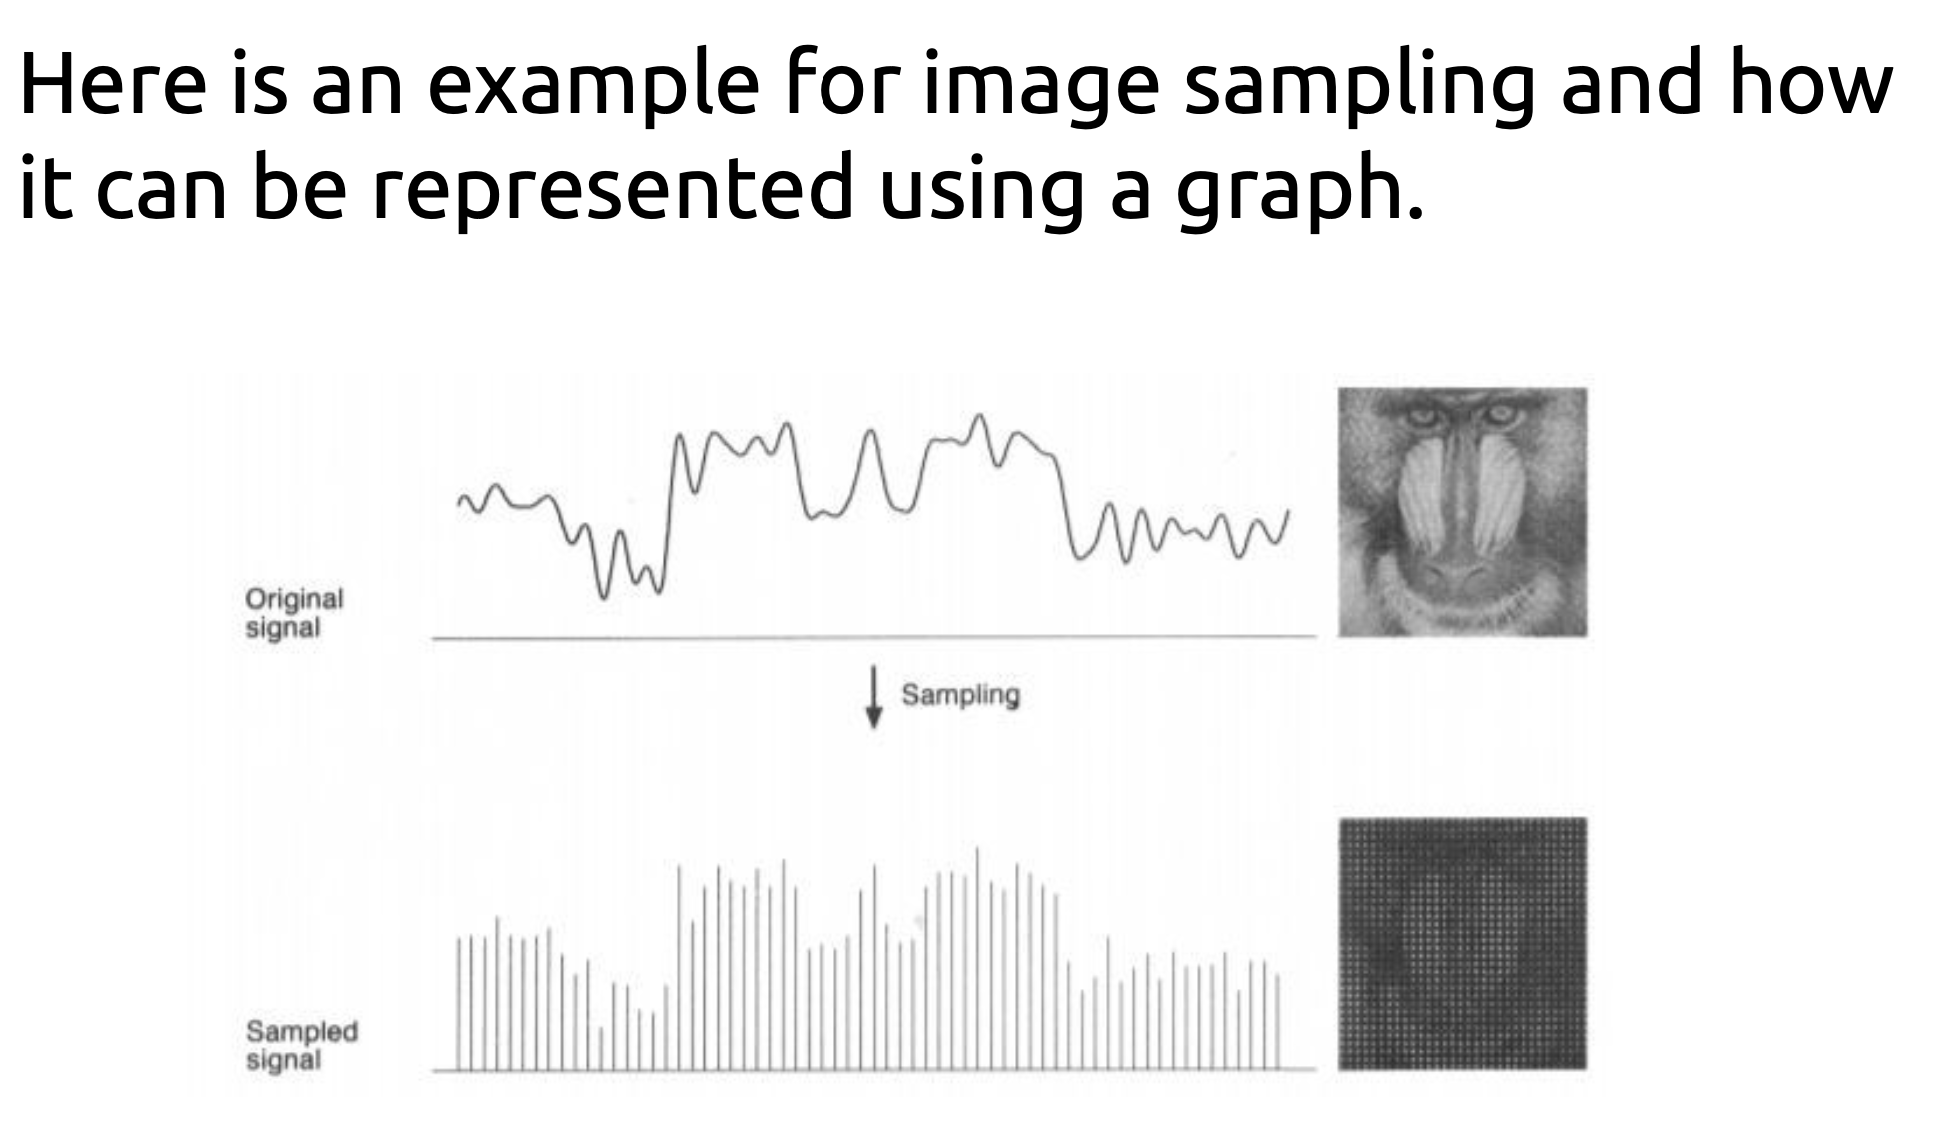 Here is an example for image sampling and how
it can be represented using a graph.
Original
signal
Sampling
Sampled
signal